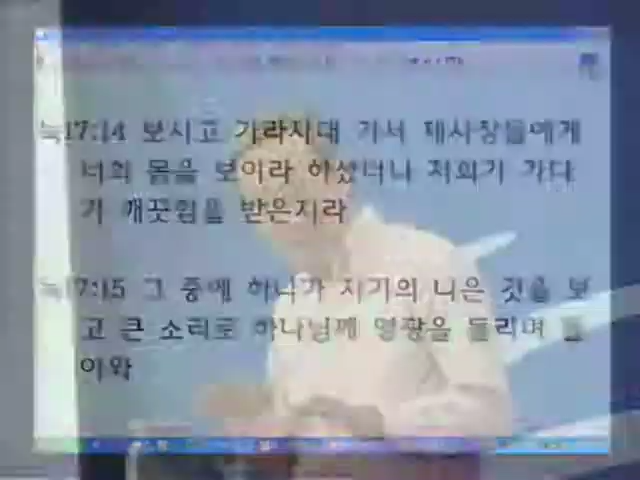 눅17:14 보시고 가라사대 가서 제사장들에게
너희 몸을 보이라 하셨더니 저희가 가다
가 깨끗함을 받은지라
눅17:15 그 중에 하나가 자기의 나은 것을 보
고 큰 소리로 하나님께 영광을 돌리며 돌
아와